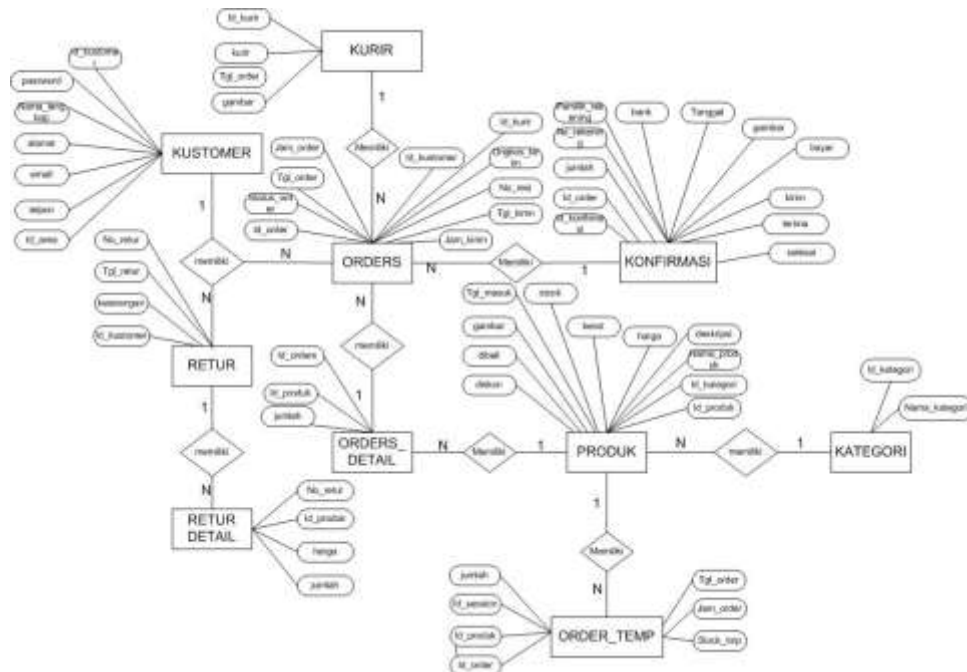 Id_kurir
KURIR
kurir
Tgl_order
gambar
1
Memiliki
N
password
alamat
email
telpon
KUSTOMER
1
memiliki
N
N
Jam_order
Tgl_order
Id_order
Id_kustomer
Id_kurir
No_resi
Tgl_kirim
Jam_kirim
ORDERS
N
Memiliki
1
bank
Tanggal
gambar
bayar
jumlah
Id_order
kirim
terima
selesai
KONFIRMASI
No_retur
Tgl_retur
keterangan
Id_kustomer
RETUR
1
memiliki
N
RETUR
DETAIL
No_retur
Id_produk
harga
jumlah
N
memiliki
1
Id_orders
Id_produk
jumlah
ORDERS_
DETAIL
N
Memiliki
1
Tgl_masuk
stock
gambar
berat
harga
deskripsi
dibeli
diskon
Id_kategori
Id_produk
PRODUK
N
memiliki
1
Id_kategori
Nama_kategori
KATEGORI
1
Memiliki
N
jumlah
Id_session
Id_produk
Id_order
ORDER_TEMP
Tgl_order
Jam_order